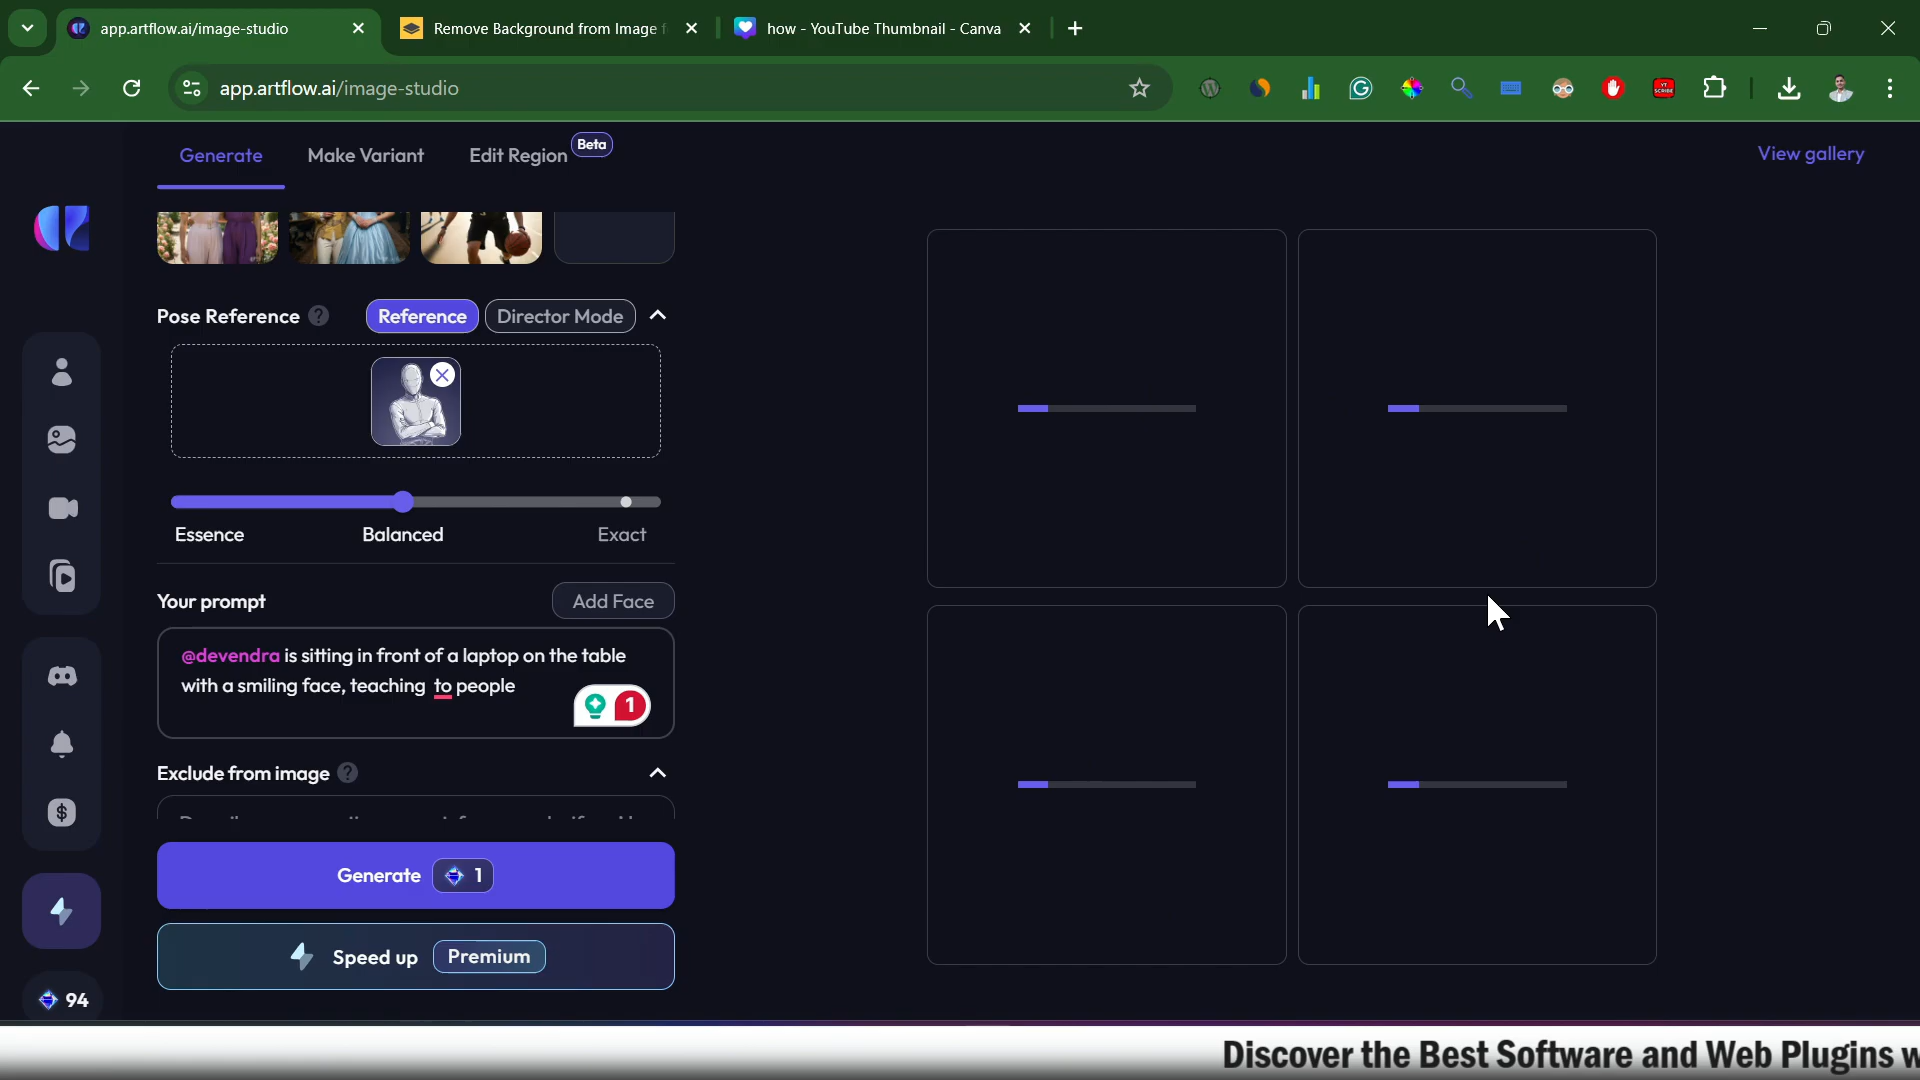 app.artflow.ai/image-studio
Remove Background from Image f
how - YouTube Thumbnail - Canva
app.artflow.ai/image-studio
YT
SCRIBE
Generate
Make Variant
Edit Region
Beta
View gallery
Pose Reference ?
Reference
Director Mode
Essence
Balanced
Exact
Your prompt
Add Face
@devendra is sitting in front of a laptop on the table
with a smiling face, teaching to people
1
Exclude from image ?
Generate 1
Speed up Premium
94
Discover the Best Software and Web Plugins w